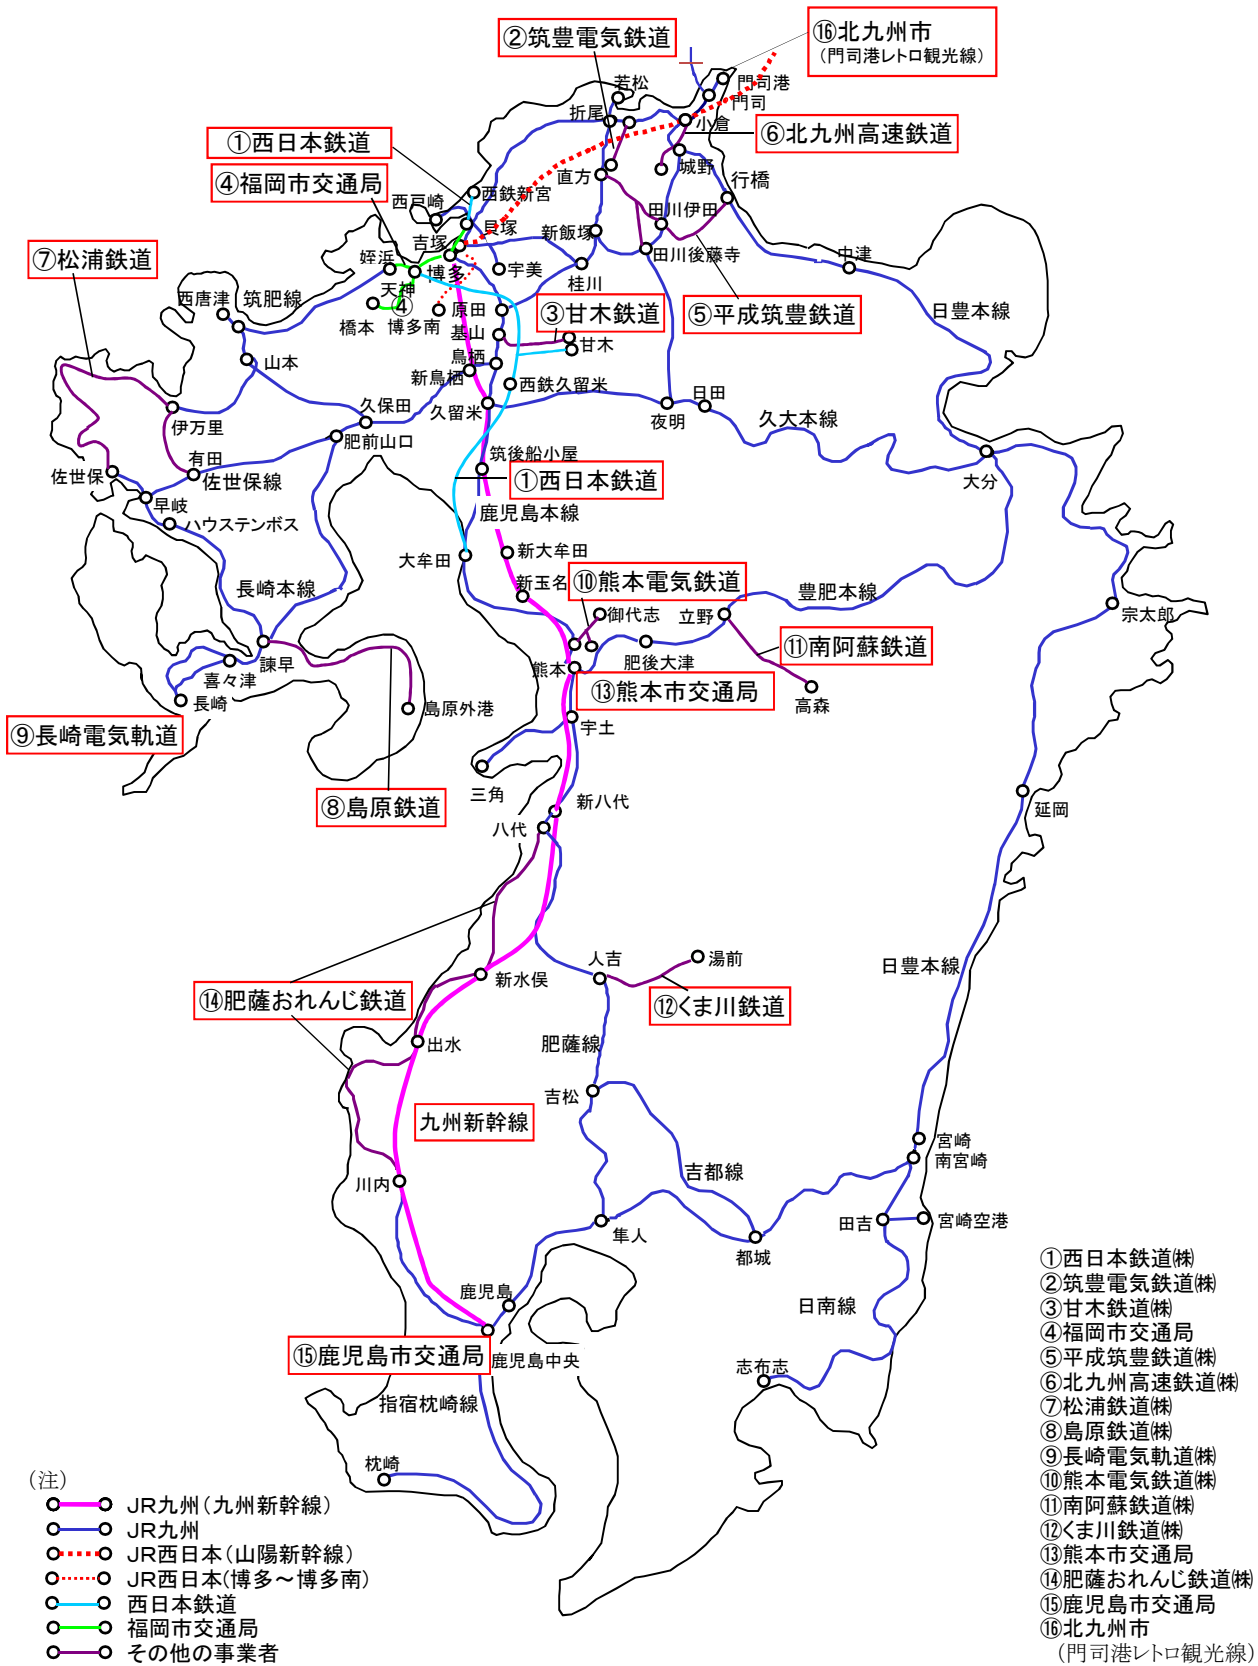 ⑯北九州市
(門司港レトロ観光線)
②筑豊電気鉄道
若松
門司港
門司
折尾
小倉
⑥北九州高速鉄道
①西日本鉄道
城野
④福岡市交通局
直方
行橋
西戸崎
西鉄新宮
貝塚
田川伊田
吉塚
新飯塚
⑦松浦鉄道
姪浜
博多
宇美
桂川
田川後藤寺
中津
西唐津
筑肥線
天神
④
橋本
博多南
原田
③甘木鉄道
⑤平成筑豊鉄道
日豊本線
基山
甘木
山本
鳥栖
新鳥栖
西鉄久留米
久留米
夜明
日田
久大本線
伊万里
久保田
肥前山口
有田
佐世保
佐世保線
筑後船小屋
①西日本鉄道
大分
早岐
ハウステンボス
鹿児島本線
大牟田
新大牟田
新玉名
⑩熊本電気鉄道
長崎本線
御代志
立野
豊肥本線
宗太郎
諫早
喜々津
長崎
熊本
肥後大津
⑪南阿蘇鉄道
⑬熊本市交通局
高森
⑨長崎電気軌道
島原外港
宇土
三角
⑧島原鉄道
新八代
八代
延岡
人吉
湯前
日豊本線
新水俣
⑭肥薩おれんじ鉄道
⑫くま川鉄道
出水
肥薩線
吉松
九州新幹線
宮崎
南宮崎
川内
吉都線
隼人
都城
田吉
宮崎空港
鹿児島
日南線
⑮鹿児島市交通局
鹿児島中央
志布志
指宿枕崎線
枕崎
①西日本鉄道㈱
②筑豊電気鉄道㈱
③甘木鉄道㈱
④福岡市交通局
⑤平成筑豊鉄道㈱
⑥北九州高速鉄道㈱
⑦松浦鉄道㈱
⑧島原鉄道㈱
⑨長崎電気軌道㈱
⑩熊本電気鉄道㈱
⑪南阿蘇鉄道㈱
⑫くま川鉄道㈱
⑬熊本市交通局
⑭肥薩おれんじ鉄道㈱
⑮鹿児島市交通局
⑯北九州市
(門司港レトロ観光線)
(注)
JR九州(九州新幹線)
JR九州
JR西日本(山陽新幹線)
JR西日本(博多～博多南)
西日本鉄道
福岡市交通局
その他の事業者